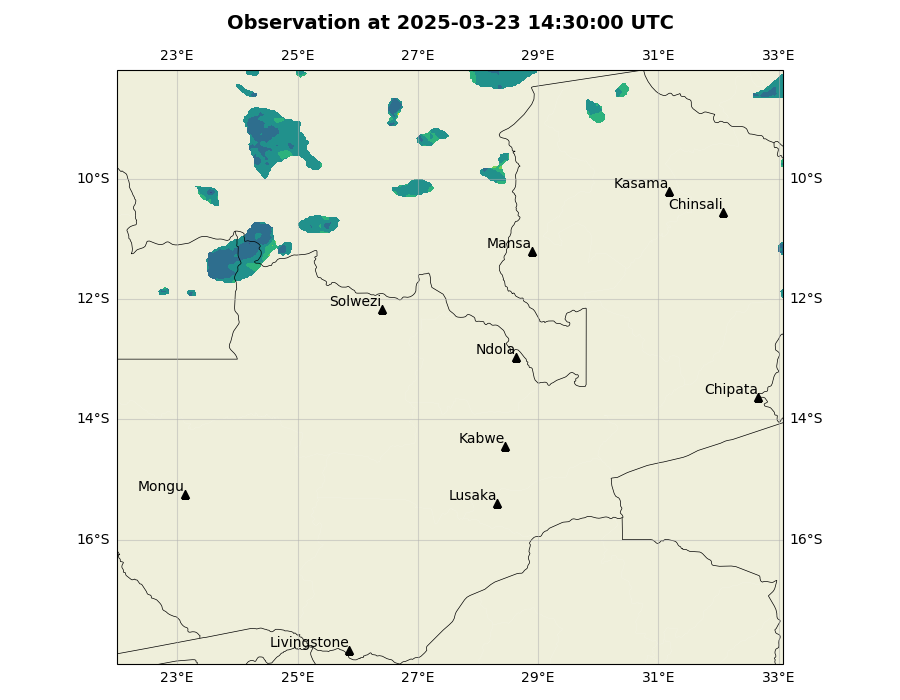 Observation at 2025-03-23 14:30:00 UTC
23°E 25°E 27°E 29°E 31°E 33°E
10°S 10°S
Kasama
Chinsali
Mansa
12°S 12°S
Solwezi
Ndola
Chipata
14°S 14°S
Kabwe
Mongu
Lusaka
16°S 16°S
Livingstone
23°E 25°E 27°E 29°E 31°E 33°E